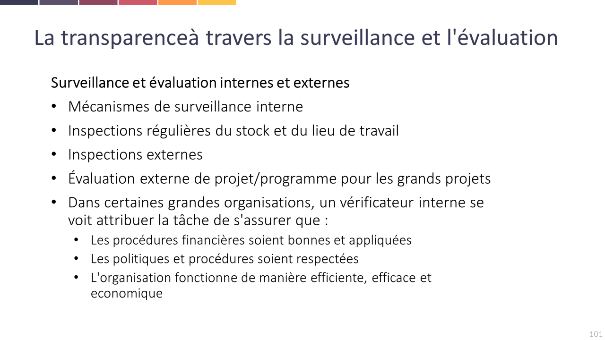 La transparenceà travers la surveillance et l'évaluation
Surveillance et évaluation internes et externes
• Mécanismes de surveillance interne
• Inspections régulières du stock et du lieu de travail
• Inspections externes
• Évaluation externe de projet/programme pour les grands projets
• Dans certaines grandes organisations, un vérificateur interne se
voit attribuer la tâche de s'assurer que :
• Les procédures financières soient bonnes et appliquées
• Les politiques et procédures soient respectées
• L'organisation fonctionne de manière efficiente, efficace et
economique
101